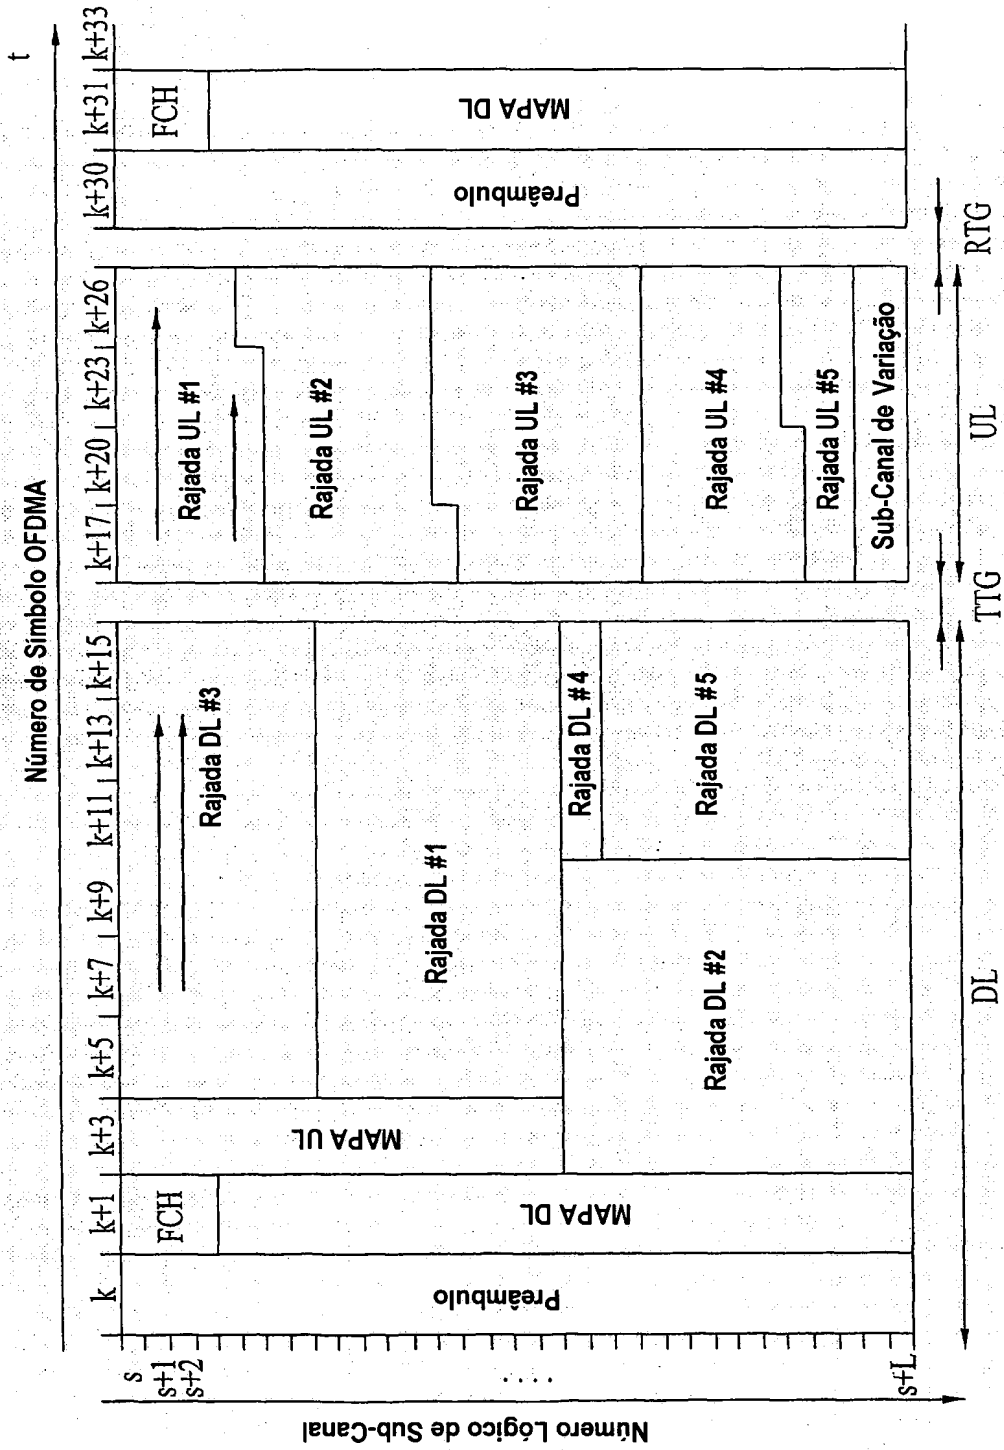 Número de Símbolo OFDMA
t
k
k+1
k+3
k+5
k+7
k+9
k+11
k+13
k+15
k+17
k+20
k+23
k+26
k+30
k+31
k+33
Número Lógico de Sub-Canal
s
s+1
s+2
....
s+L
Preâmbulo
FCH
MAPA DL
MAPA UL
Rajada DL #3
Rajada DL #1
Rajada DL #2
Rajada DL #4
Rajada DL #5
Rajada UL #1
Rajada UL #2
Rajada UL #3
Rajada UL #4
Rajada UL #5
Sub-Canal de Variação
Preâmbulo
FCH
MAPA DL
DL
TTG
UL
RTG